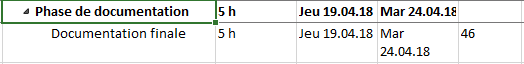 Phase de documentation 5 h Jeu 19.04.18 Mar 24.04.18
Documentation finale 5 h Jeu 19.04.18 Mar 46
24.04.18